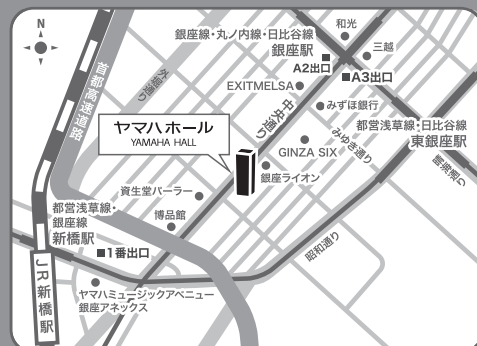 N
和光
銀座線・丸ノ内線・日比谷線
銀座駅
三越
A2出口
A3出口
EXITMELSA
外堀通り
首都高速道路
中央通り
みずほ銀行
ヤマハホール
YAMAHA HALL
都営浅草線・日比谷線
東銀座駅
みゆき通り
GINZA SIX
晴海通り
銀座ライオン
資生堂パーラー
都営浅草線・
銀座線
新橋駅
博品館
1番出口
昭和通り
JR新橋駅
ヤマハミュージックアベニュー
銀座アネックス